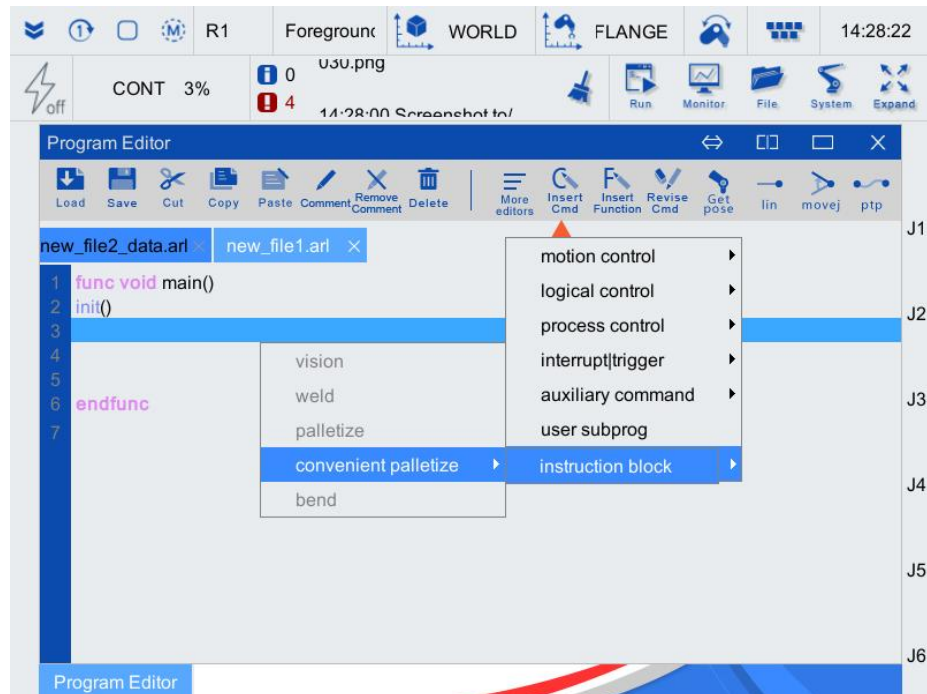 1 M R1 Foregrounc WORLD FLANGE 14:28:22
off CONT 3% i 0 030.png
! 4 14:28:00 Screenshot to/
Run Monitor File System Expand
Program Editor
Load Save Cut Copy Paste Comment Remove Comment Delete More editors Insert Cmd Insert Function Revise Cmd Get pose lin movej ptp
new_file2_data.arl new_file1.arl
1 func void main()
2 init()
3
4
5
6 endfunc
7
motion control
logical control
process control
interrupt|trigger
auxiliary command
user subprog
instruction block
vision
weld
palletize
convenient palletize
bend
J1
J2
J3
J4
J5
J6
Program Editor